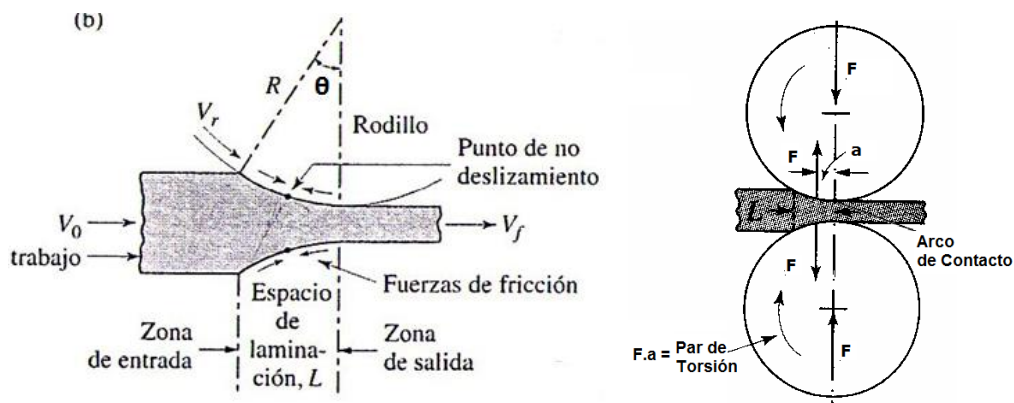 (b)
R
θ
V_r
Rodillo
Punto de no
deslizamiento
V_0
V_f
trabajo
Fuerzas de fricción
Espacio
de
lamina-
ción, L
Zona
de entrada
Zona
de salida
F
F
a
L
Arco
de Contacto
F
F
F.a = Par de
Torsión